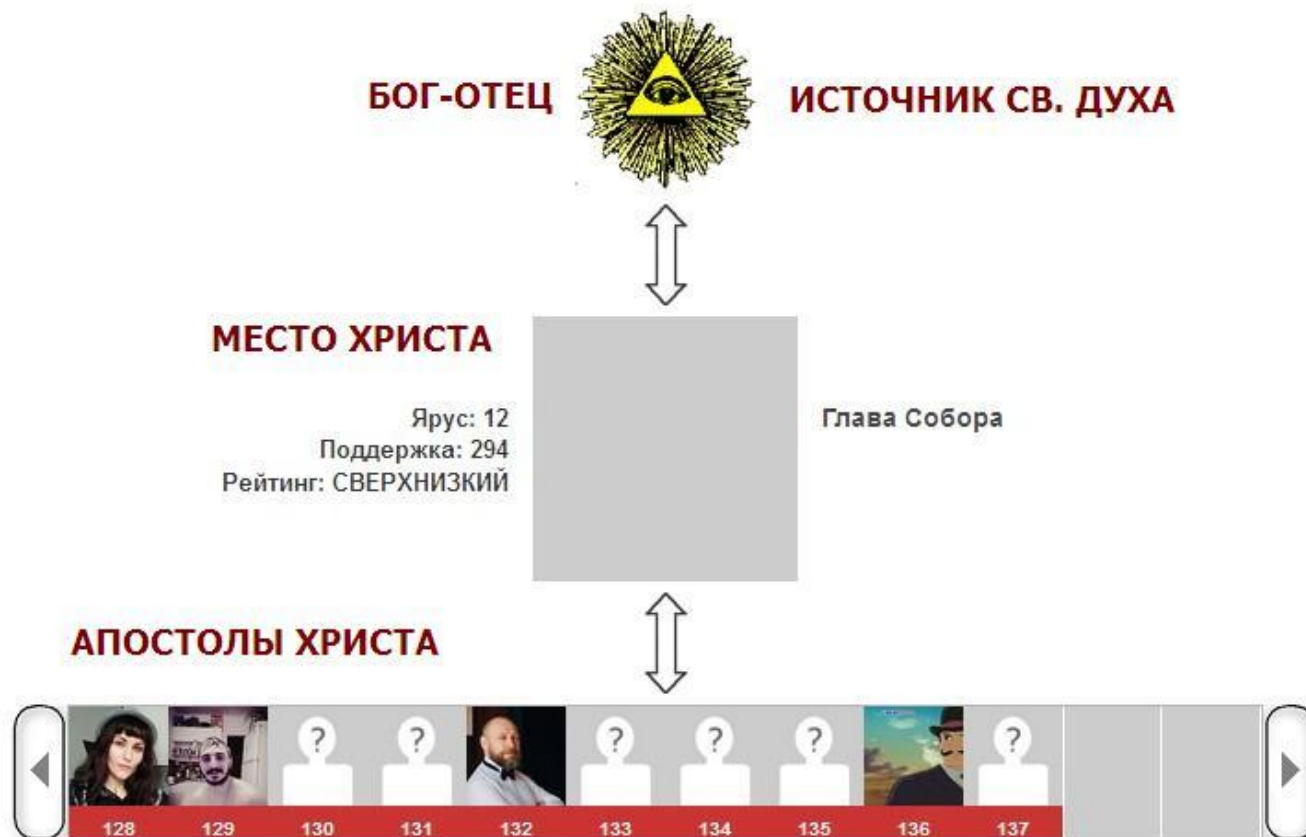 БОГ-ОТЕЦ
ИСТОЧНИК СВ. ДУХА
МЕСТО ХРИСТА
Ярус: 12
Поддержка: 294
Рейтинг: СВЕРХНИЗКИЙ
Глава Собора
АПОСТОЛЫ ХРИСТА
? ? ? ? ? ?
128 129 130 131 132 133 134 135 136 137